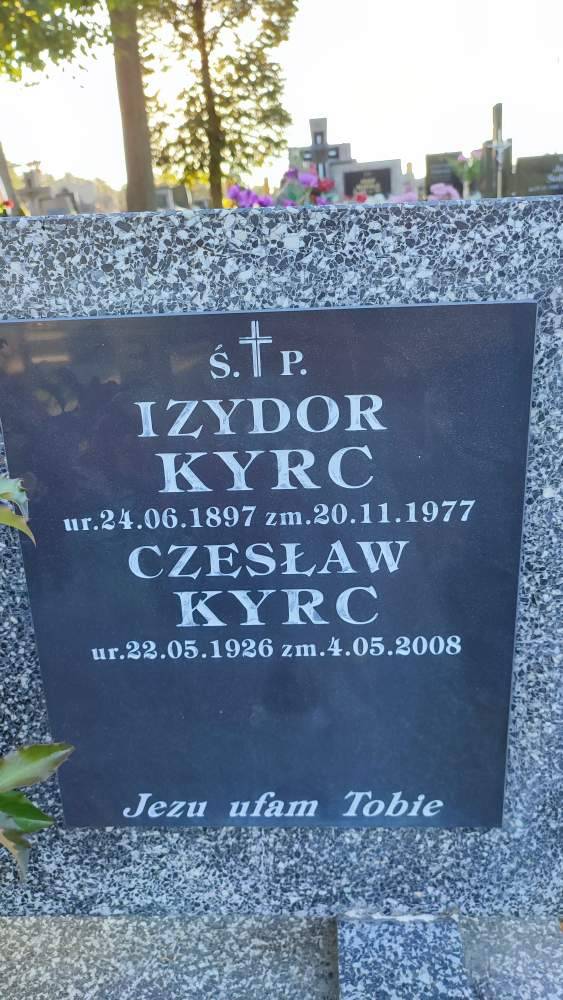 Ś. P.
IZYDOR
KYRC
ur.24.06.1897 zm.20.11.1977
CZESŁAW
KYRC
ur.22.05.1926 zm.4.05.2008
Jezu ufam Tobie